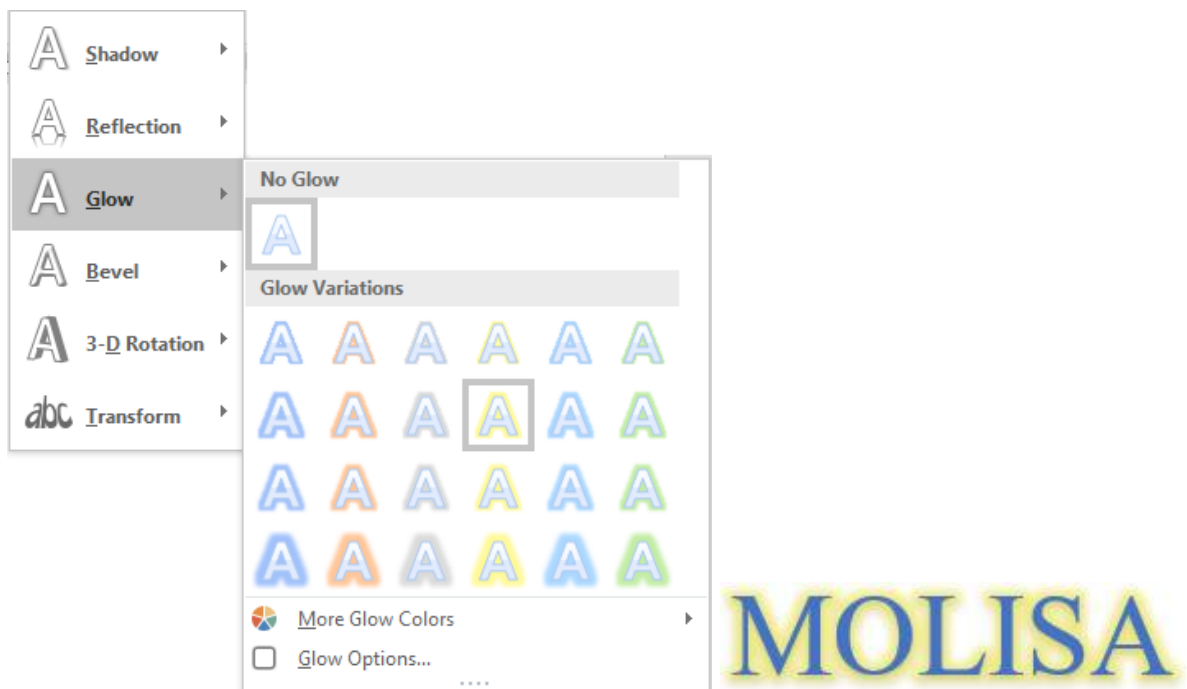 Shadow
Reflection
Glow
Bevel
3-D Rotation
abc Transform
No Glow
A
Glow Variations
A A A A A A
A A A A A A
A A A A A A
A A A A A A
More Glow Colors
Glow Options...
MOLISA